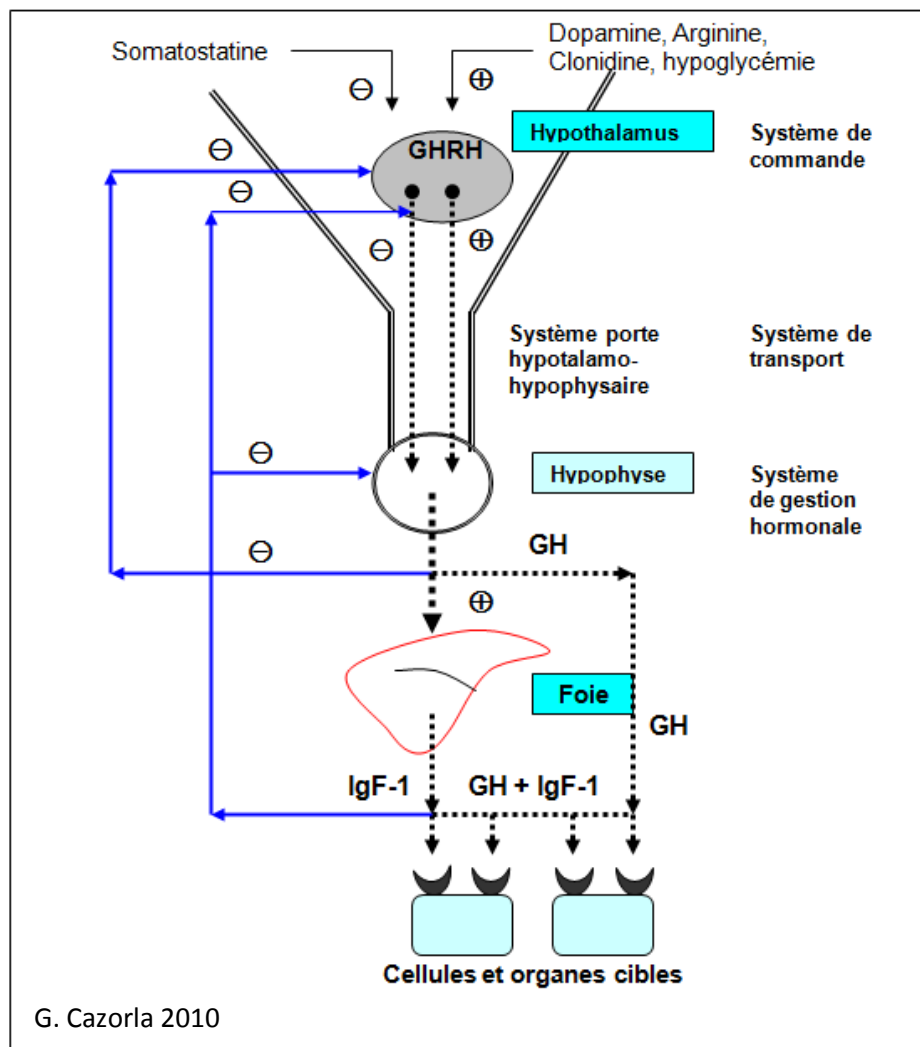 Somatostatine
Dopamine, Arginine,
Clonidine, hypoglycémie
⊖
⊕
Hypothalamus
Système de
commande
GHRH
⊖
⊖
⊖
⊕
Système porte
hypotalamo-
hypophysaire
Système de
transport
⊖
Hypophyse
Système
de gestion
hormonale
⊖
GH
⊕
Foie
GH
IgF-1
GH + IgF-1
Cellules et organes cibles
G. Cazorla 2010